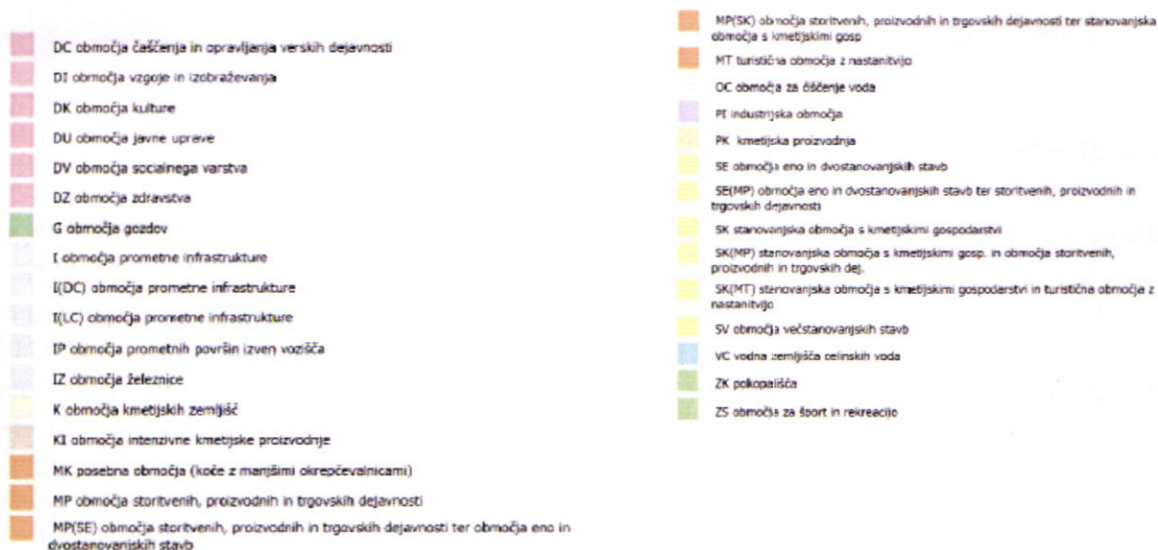 DC območja čaščenja in opravljanja verskih dejavnosti
DI območja vzgoje in izobraževanja
DK območja kulture
DU območja javne uprave
DV območja socialnega varstva
DZ območja zdravstva
G območja gozdov
I območja prometne infrastrukture
I(DC) območja prometne infrastrukture
I(LC) območja prometne infrastrukture
IP območja prometnih površin izven vozišča
IZ območja železnice
K območja kmetijskih zemljišč
KI območja intenzivne kmetijske proizvodnje
MK posebna območja (koče z manjšimi okrepčevalnicami)
MP območja storitvenih, proizvodnih in trgovskih dejavnosti
MP(SE) območja storitvenih, proizvodnih in trgovskih dejavnosti ter območja eno in
dvostanovanjskih stavb
MP(SK) območja storitvenih, proizvodnih in trgovskih dejavnosti ter stanovanjska
območja s kmetijskimi gosp
MT turistična območja z nastanitvijo
OC območja za čiščenje voda
PI industrijska območja
PK kmetijska proizvodnja
SE območja eno in dvostanovanjskih stavb
SE(MP) območja eno in dvostanovanjskih stavb ter storitvenih, proizvodnih in
trgovskih dejavnosti
SK stanovanjska območja s kmetijskimi gospodarstvi
SK(MP) stanovanjska območja s kmetijskimi gosp. in območja storitvenih,
proizvodnih in trgovskih dej.
SK(MT) stanovanjska območja s kmetijskimi gospodarstvi in turistična območja z
nastanitvijo
SV območja večstanovanjskih stavb
VC vodna zemljišča celinskih voda
ZK pokopališča
ZS območja za šport in rekreacijo